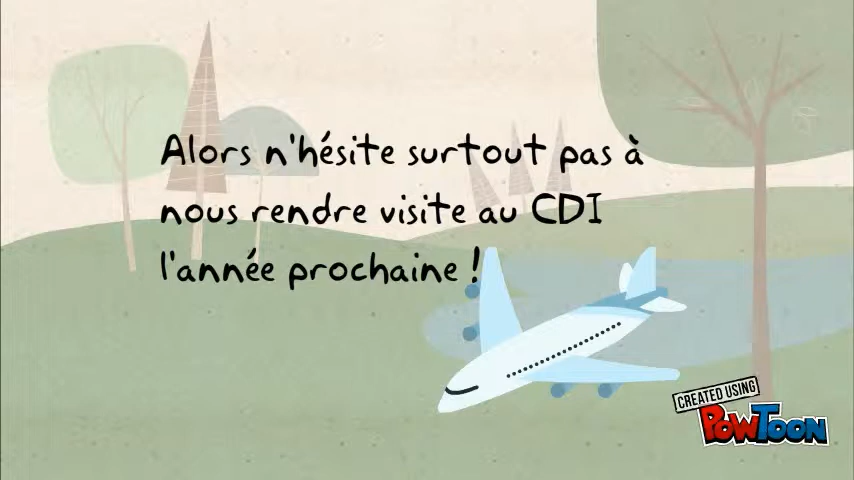 Alors n'hésite surtout pas à
nous rendre visite au CDI
l'année prochaine !
CREATED USING
POWTOON